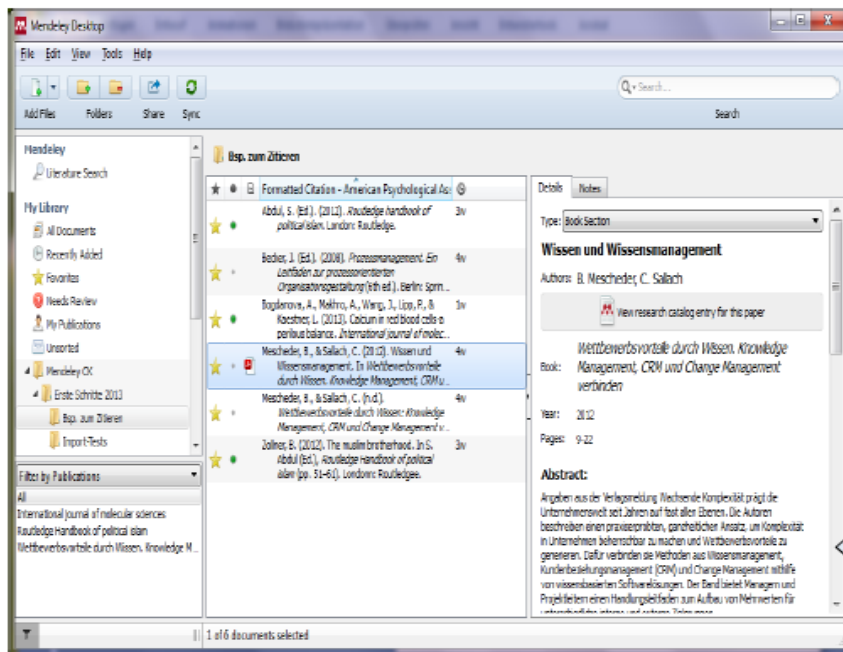 Mendeley Desktop
File Edit View Tools Help
Search...
Add Files Folders Share Sync Search
Mendeley
Literature Search
My Library
All Documents
Recently Added
Favorites
Needs Review
My Publications
Unsorted
Mendeley CK
Erste Schritte 2013
Bsp. zum Zitieren
Import-Tests
Filter by Publications
All
International journal of molecular sciences
Routledge Handbook of political islam
Wettbewerbsvorteile durch Wissen. Knowledge M...
Bsp. zum Zitieren
Formatted Citation - American Psychological As
Abdul, S. (Ed.). (2012). Routledge handbook of 3w
political islam. London: Routledge.
Becker, J. (Ed.). (2008). Prozessmanagement. Ein 4w
Leitfaden zur prozessorientierten
Organisationsgestaltung (6th ed.). Berlin: Sprin...
Bogdanova, A., Makhro, A., Wang, J., Lipp, P., & 1w
Kaestner, L. (2013). Calcium in red blood cells-a
perilous balance. International journal of molec...
Mescheder, B., & Sallach, C. (2012). Wissen und 4w
Wissensmanagement. In Wettbewerbsvorteile
durch Wissen. Knowledge Management, CRM u...
Mescheder, B., & Sallach, C. (n.d.). 4w
Wettbewerbsvorteile durch Wissen: Knowledge
Management, CRM und Change Management v...
Zollner, B. (2012). The muslim brotherhood. In S. 3w
Abdul (Ed.), Routledge Handbook of political
islam (pp. 51-61). London: Routledgee.
Details Notes
Type: Book Section
Wissen und Wissensmanagement
Authors: B. Mescheder, C. Sallach
View research catalog entry for this paper
Book: Wettbewerbsvorteile durch Wissen. Knowledge
Management, CRM und Change Management
verbinden
Year: 2012
Pages: 9-22
Abstract:
Angaben aus der Verlagsmeldung Wachsende Komplexität prägt die
Unternehmenswelt seit Jahren auf fast allen Ebenen. Die Autoren
beschreiben einen praxiserprobten, ganzheitlichen Ansatz, um Komplexität
in Unternehmen beherrschbar zu machen und Wettbewerbsvorteile zu
generieren. Dafür verbinden sie Methoden aus Wissensmanagement,
Kundenbeziehungsmanagement (CRM) und Change Management mithilfe
von wissensbasierten Softwarelösungen. Der Band bietet Managern und
Projektleitern einen Handlungsleitfaden zum Aufbau von Mehrwerten für
1 of 6 documents selected